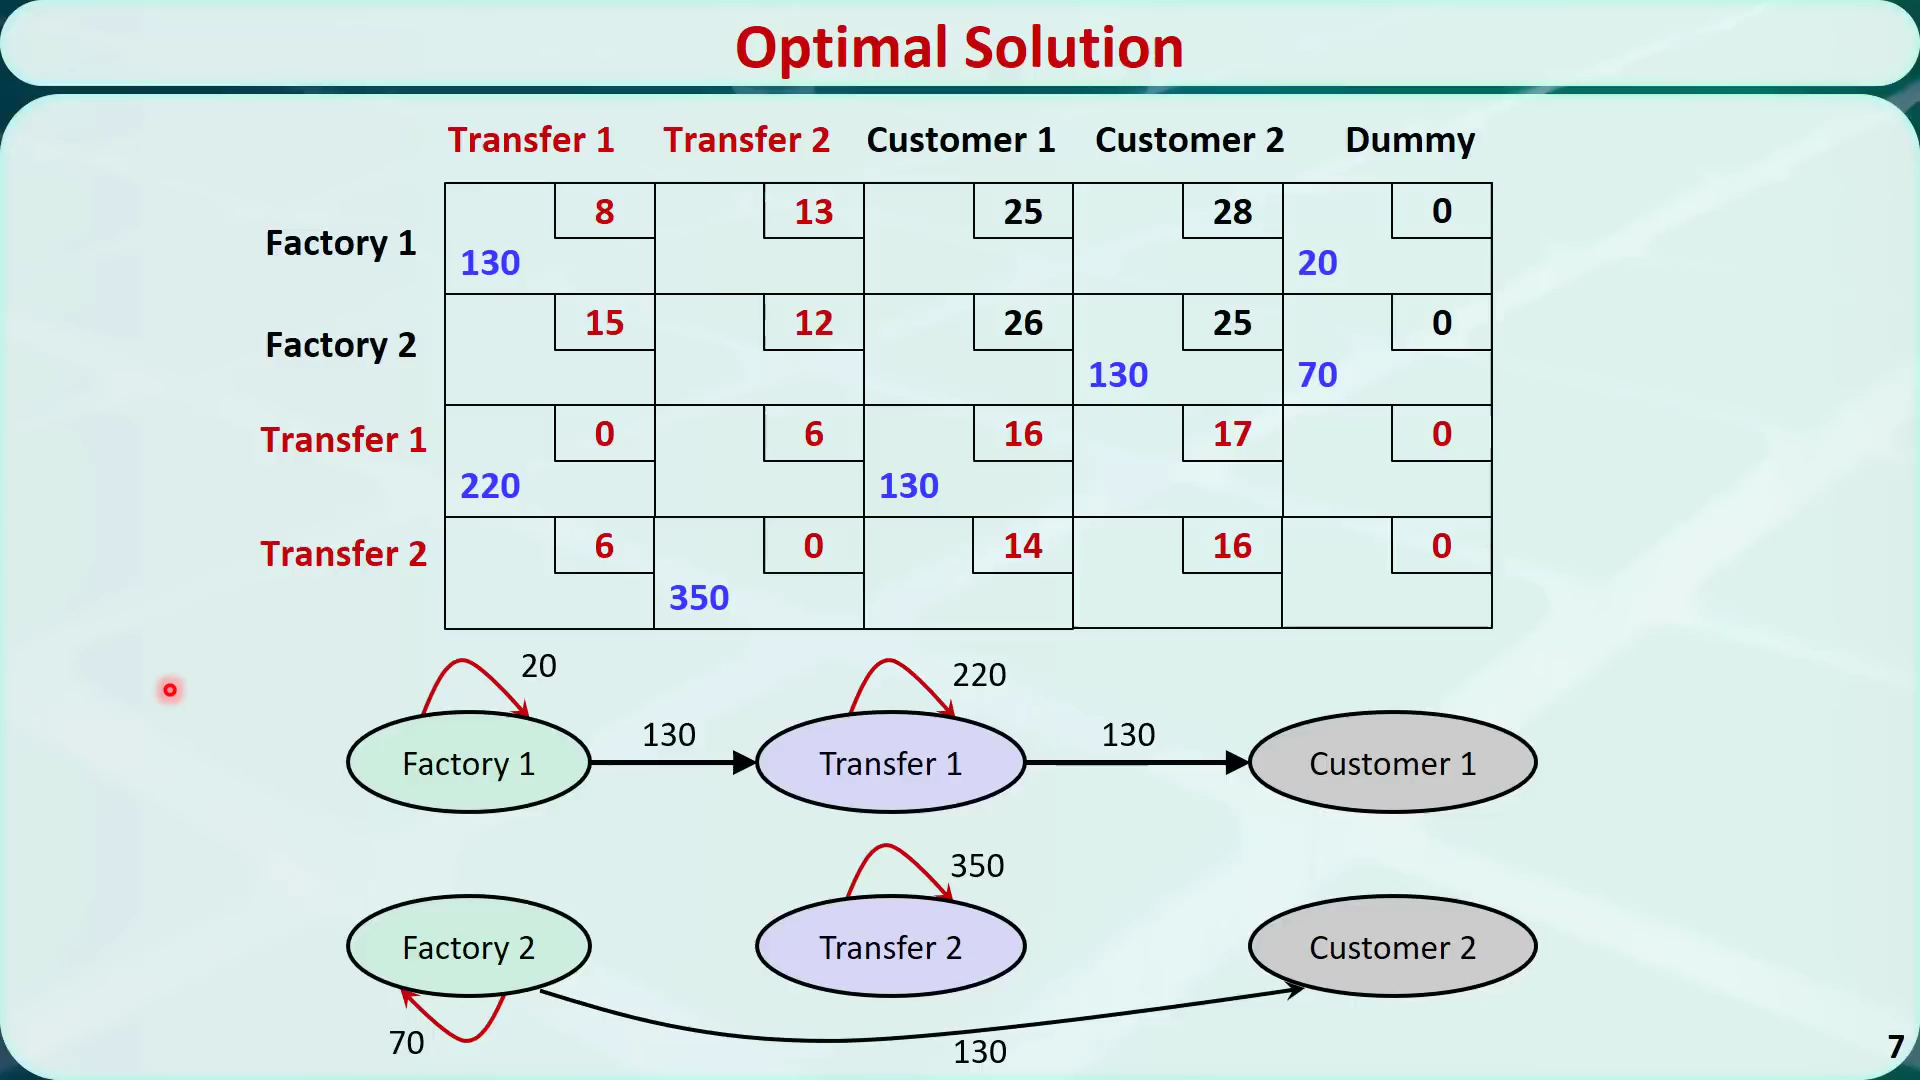 Optimal Solution
Transfer 1 Transfer 2 Customer 1 Customer 2 Dummy
8 13 25 28 0
Factory 1
130 20
15 12 26 25 0
Factory 2
130 70
0 6 16 17 0
Transfer 1
220 130
6 0 14 16 0
Transfer 2
350
20 220
130 130
Factory 1 Transfer 1 Customer 1
350
Factory 2 Transfer 2 Customer 2
70 130
7